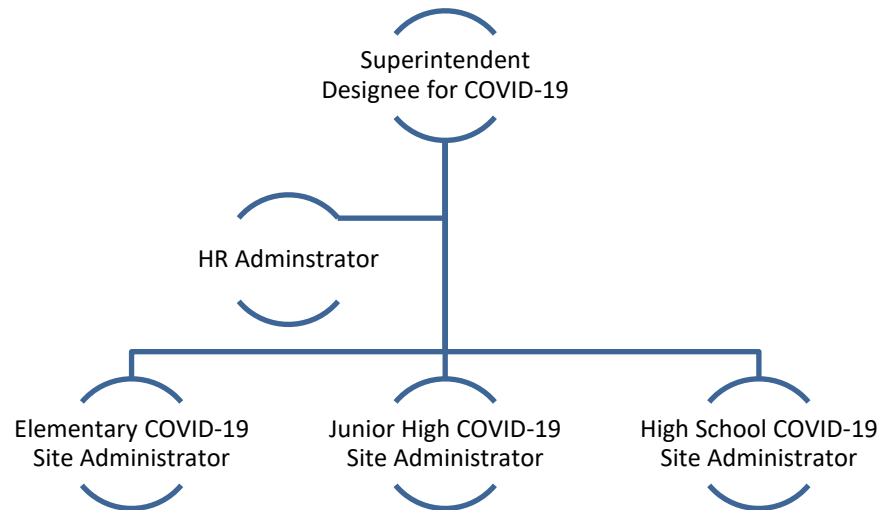 Superintendent
Designee for COVID-19
HR Adminstrator
Elementary COVID-19
Site Administrator
Junior High COVID-19
Site Administrator
High School COVID-19
Site Administrator